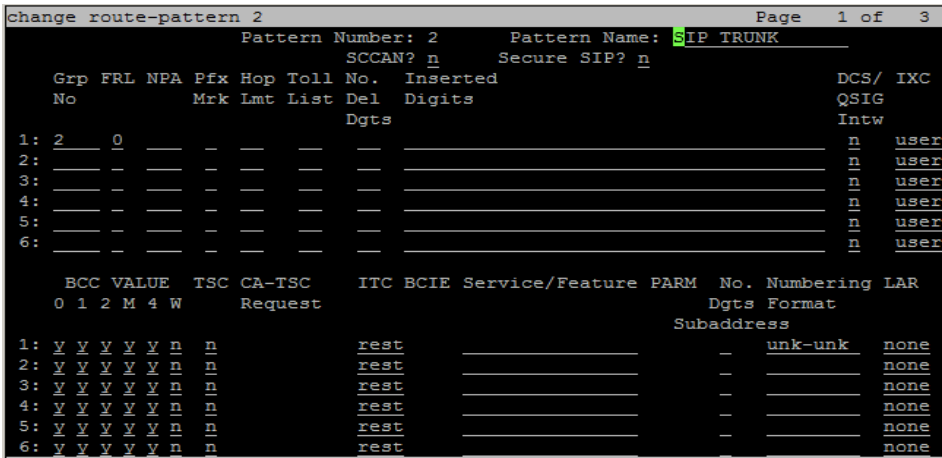 change route-pattern 2 Page 1 of 3
Pattern Number: 2 Pattern Name: SIP TRUNK
SCCAN? n Secure SIP? n
Grp FRL NPA Pfx Hop Toll No. Inserted DCS/ IXC
No Mrk Lmt List Del Digits QSIG
Dgts Intw
1: 2 0 n user
2: n user
3: n user
4: n user
5: n user
6: n user
BCC VALUE TSC CA-TSC ITC BCIE Service/Feature PARM No. Numbering LAR
0 1 2 M 4 W Request Dgts Format
Subaddress
1: y y y y y n n rest unk-unk none
2: y y y y y n n rest none
3: y y y y y n n rest none
4: y y y y y n n rest none
5: y y y y y n n rest none
6: y y y y y n n rest none